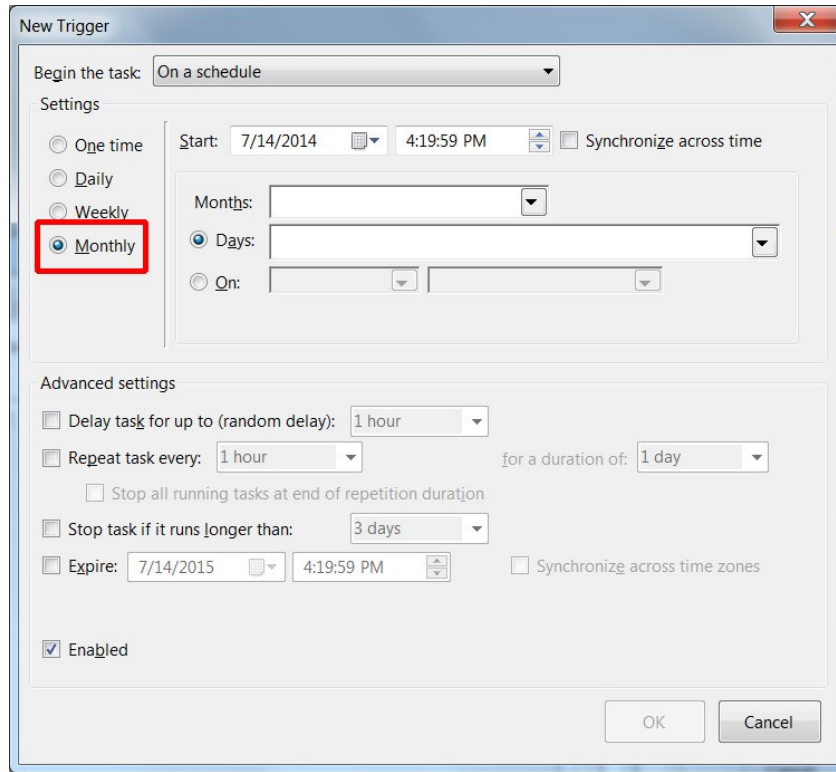 New Trigger
Begin the task: On a schedule
Settings
One time
Start: 7/14/2014 4:19:59 PM Synchronize across time
Daily
Months:
Weekly
Monthly
Days:
On:
Advanced settings
Delay task for up to (random delay): 1 hour
Repeat task every: 1 hour for a duration of: 1 day
Stop all running tasks at end of repetition duration
Stop task if it runs longer than: 3 days
Expire: 7/14/2015 4:19:59 PM Synchronize across time zones
Enabled
OK Cancel